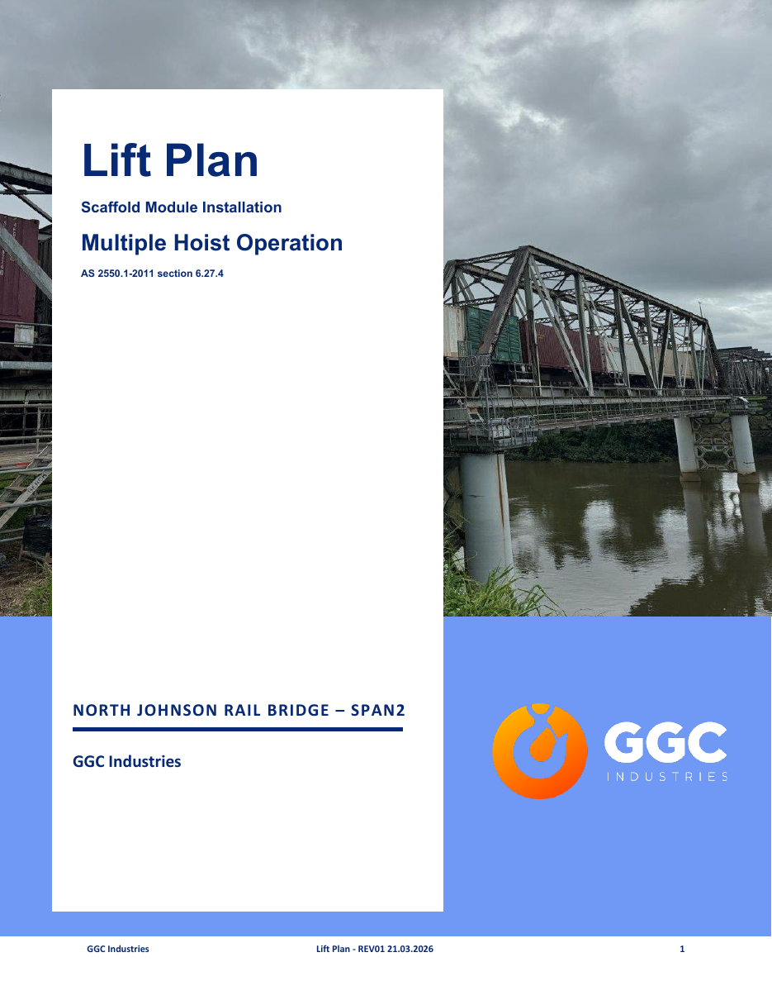 Lift Plan
Scaffold Module Installation
Multiple Hoist Operation
AS 2550.1-2011 section 6.27.4
NORTH JOHNSON RAIL BRIDGE – SPAN2
GGC Industries
GGC
INDUSTRIES
GGC Industries Lift Plan - REV01 21.03.2026 1